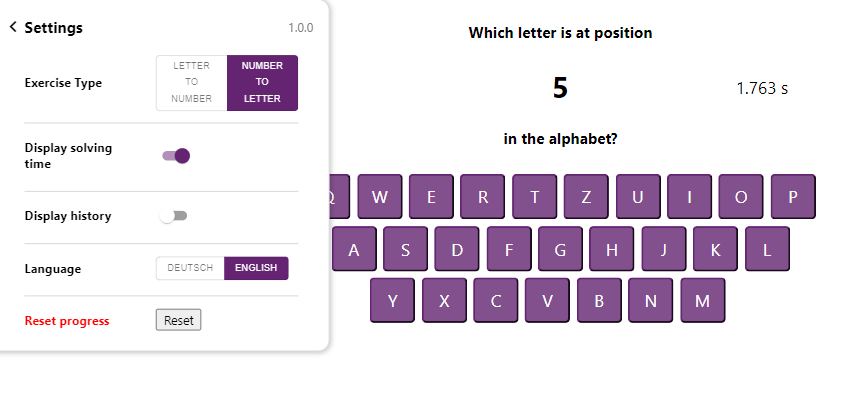 Settings
1.0.0
Exercise Type
LETTER
TO
NUMBER
NUMBER
TO
LETTER
Display solving
time
Display history
Language
DEUTSCH
ENGLISH
Reset progress
Reset
Which letter is at position
5
1.763 s
in the alphabet?
Q W E R T Z U I O P
A S D F G H J K L
Y X C V B N M